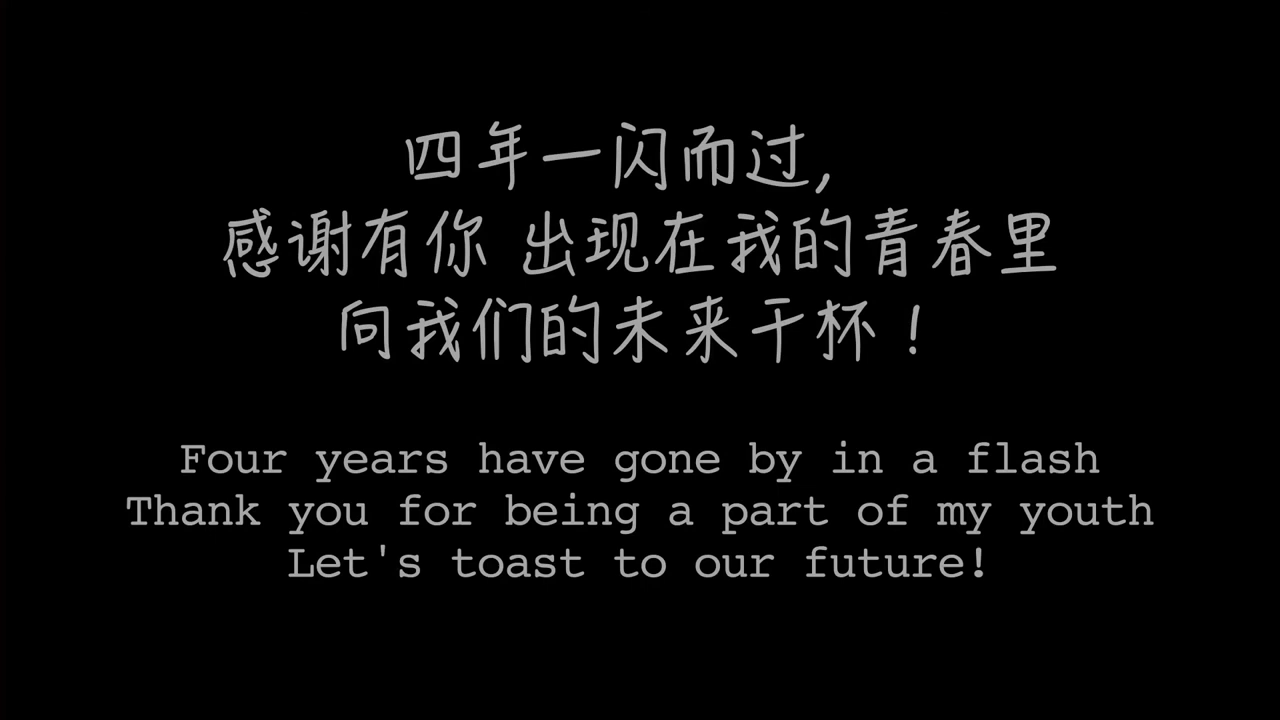 四年一闪而过,
感谢有你 出现在我的青春里
向我们的未来干杯！
Four years have gone by in a flash
Thank you for being a part of my youth
Let's toast to our future!